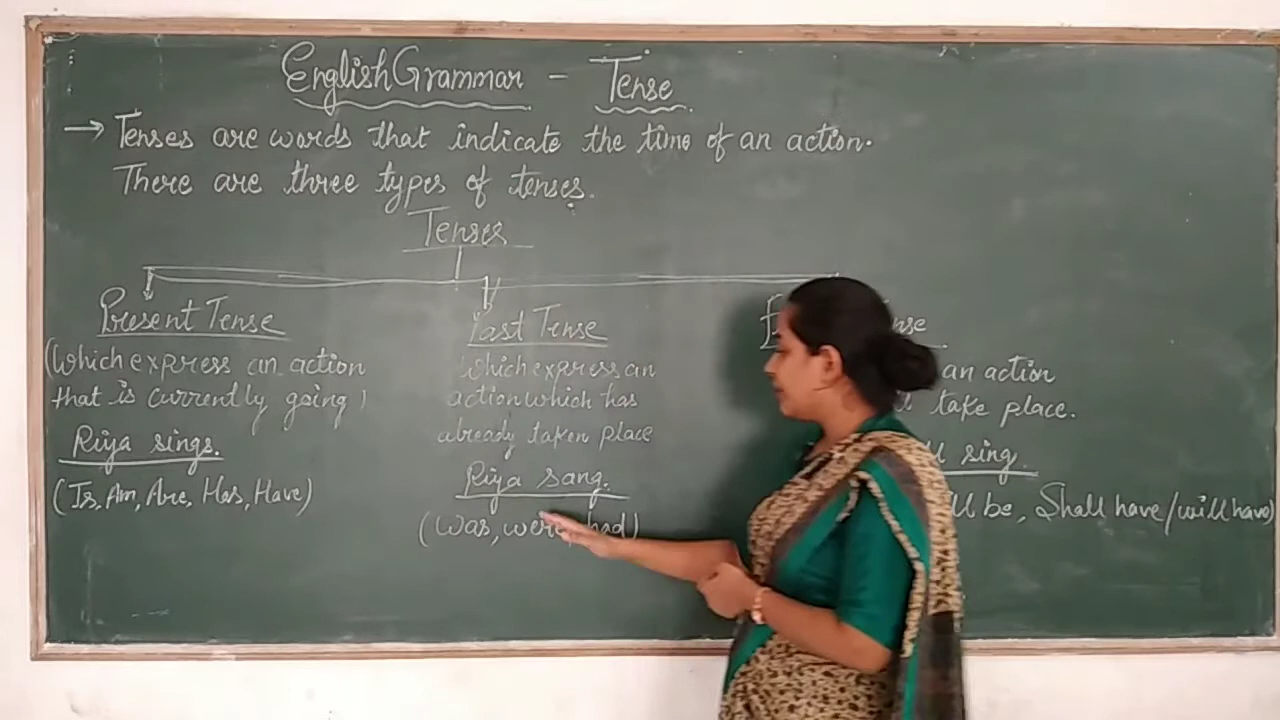 English Grammar - Tense
→ Tenses are words that indicate the time of an action.
There are three types of tenses.
Tenses
Present Tense
(Which express an action
that is currently going)
Riya sings.
(Is, Am, Are, Has, Have)
Past Tense
Which express an
action which has
already taken place
Riya sang.
(Was, were, had)
an action
take place.
sing.
be, Shall have/will have)